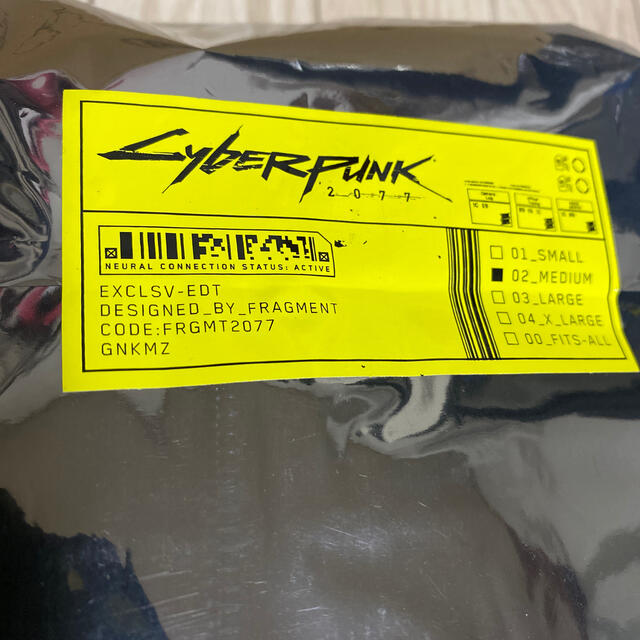 CYBERPUNK
2077
NEURAL CONNECTION STATUS: ACTIVE
EXCLSV-EDT
DESIGNED_BY_FRAGMENT
CODE:FRGMT2077
GNKMZ
01_SMALL
02_MEDIUM
03_LARGE
04_X_LARGE
00_FITS-ALL